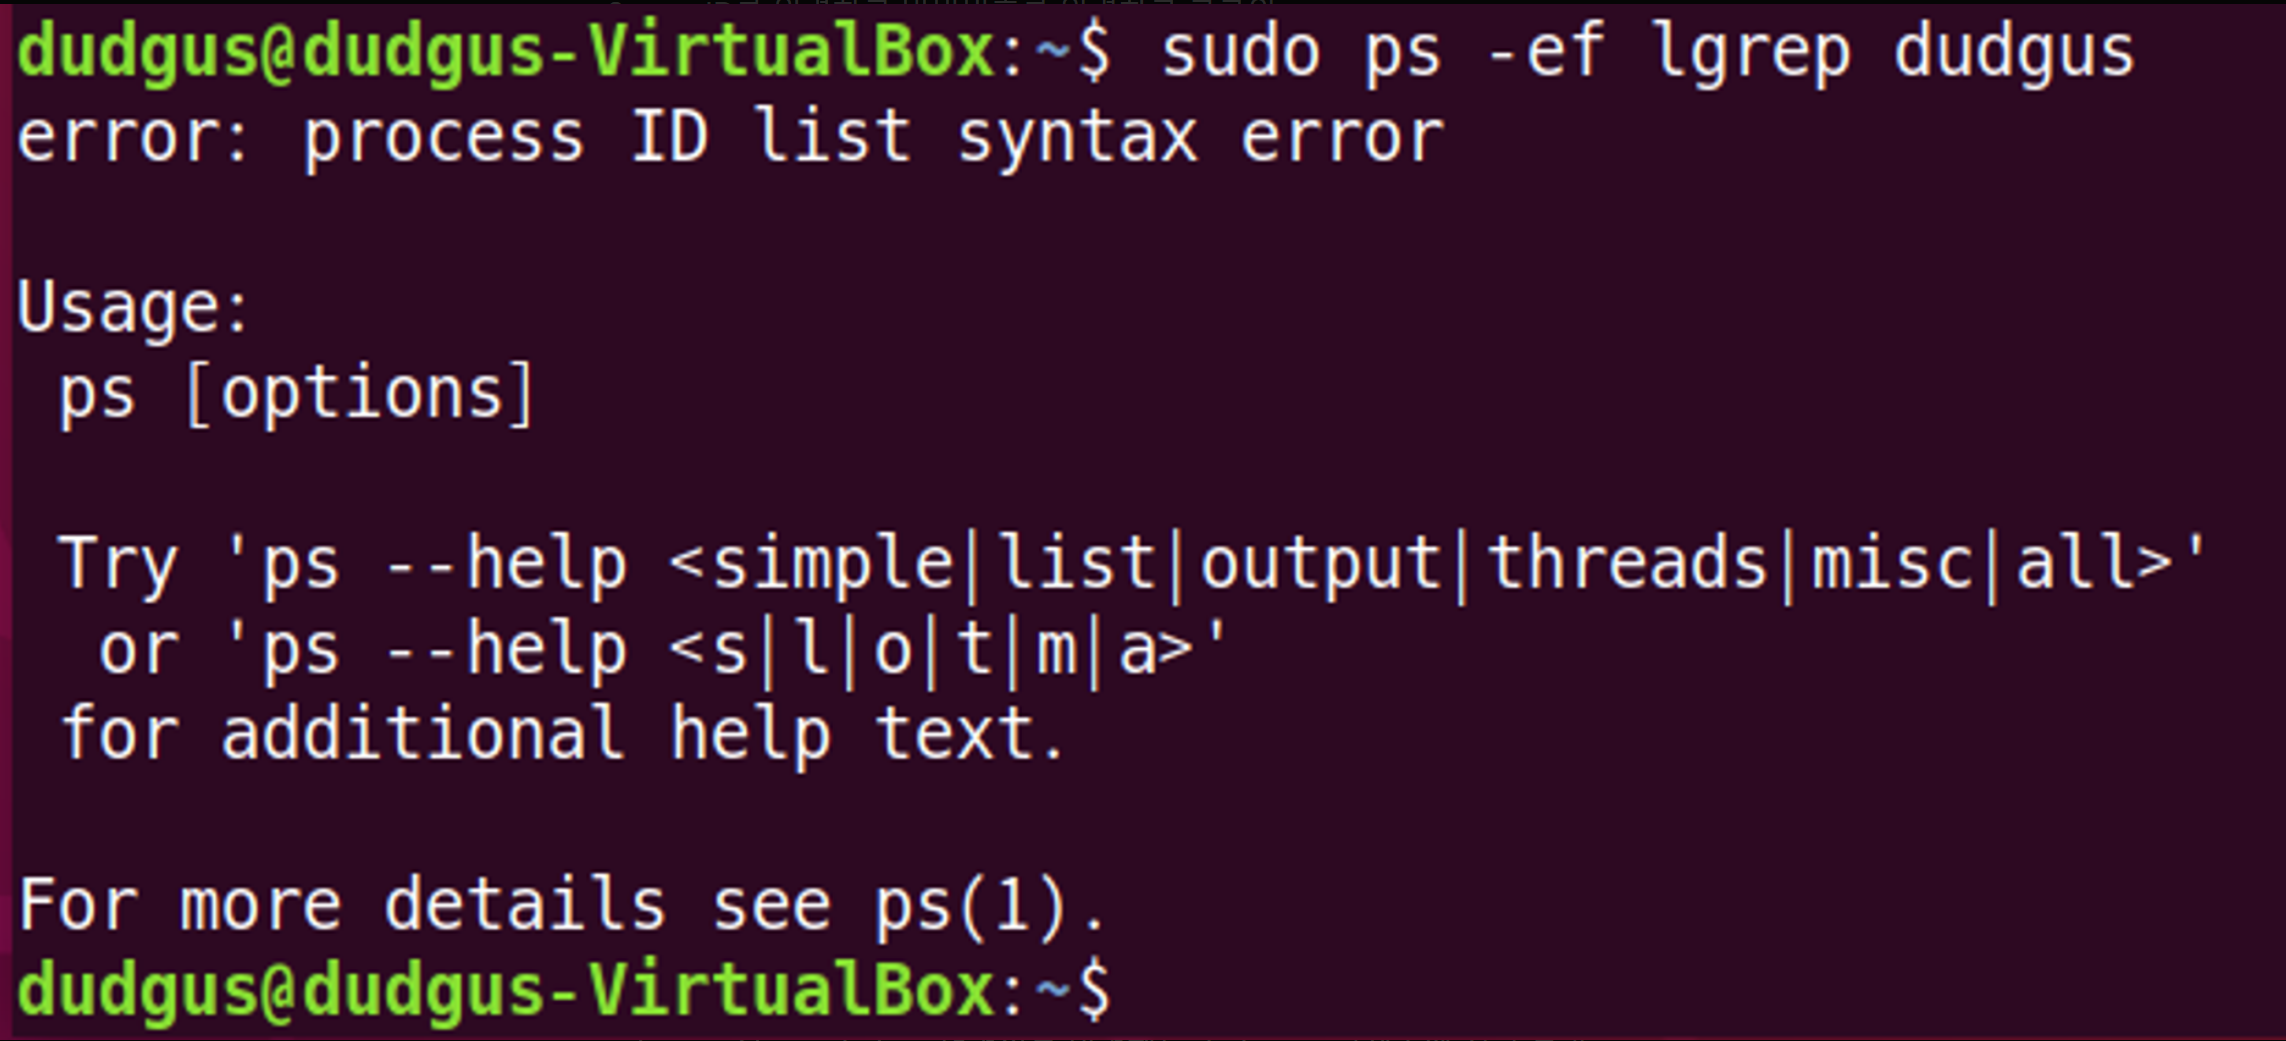 dudgus@dudgus-VirtualBox:~$ sudo ps -ef lgrep dudgus
error: process ID list syntax error
Usage:
ps [options]
Try 'ps --help <simple|list|output|threads|misc|all>'
or 'ps --help <s|l|o|t|m|a>'
for additional help text.
For more details see ps(1).
dudgus@dudgus-VirtualBox:~$